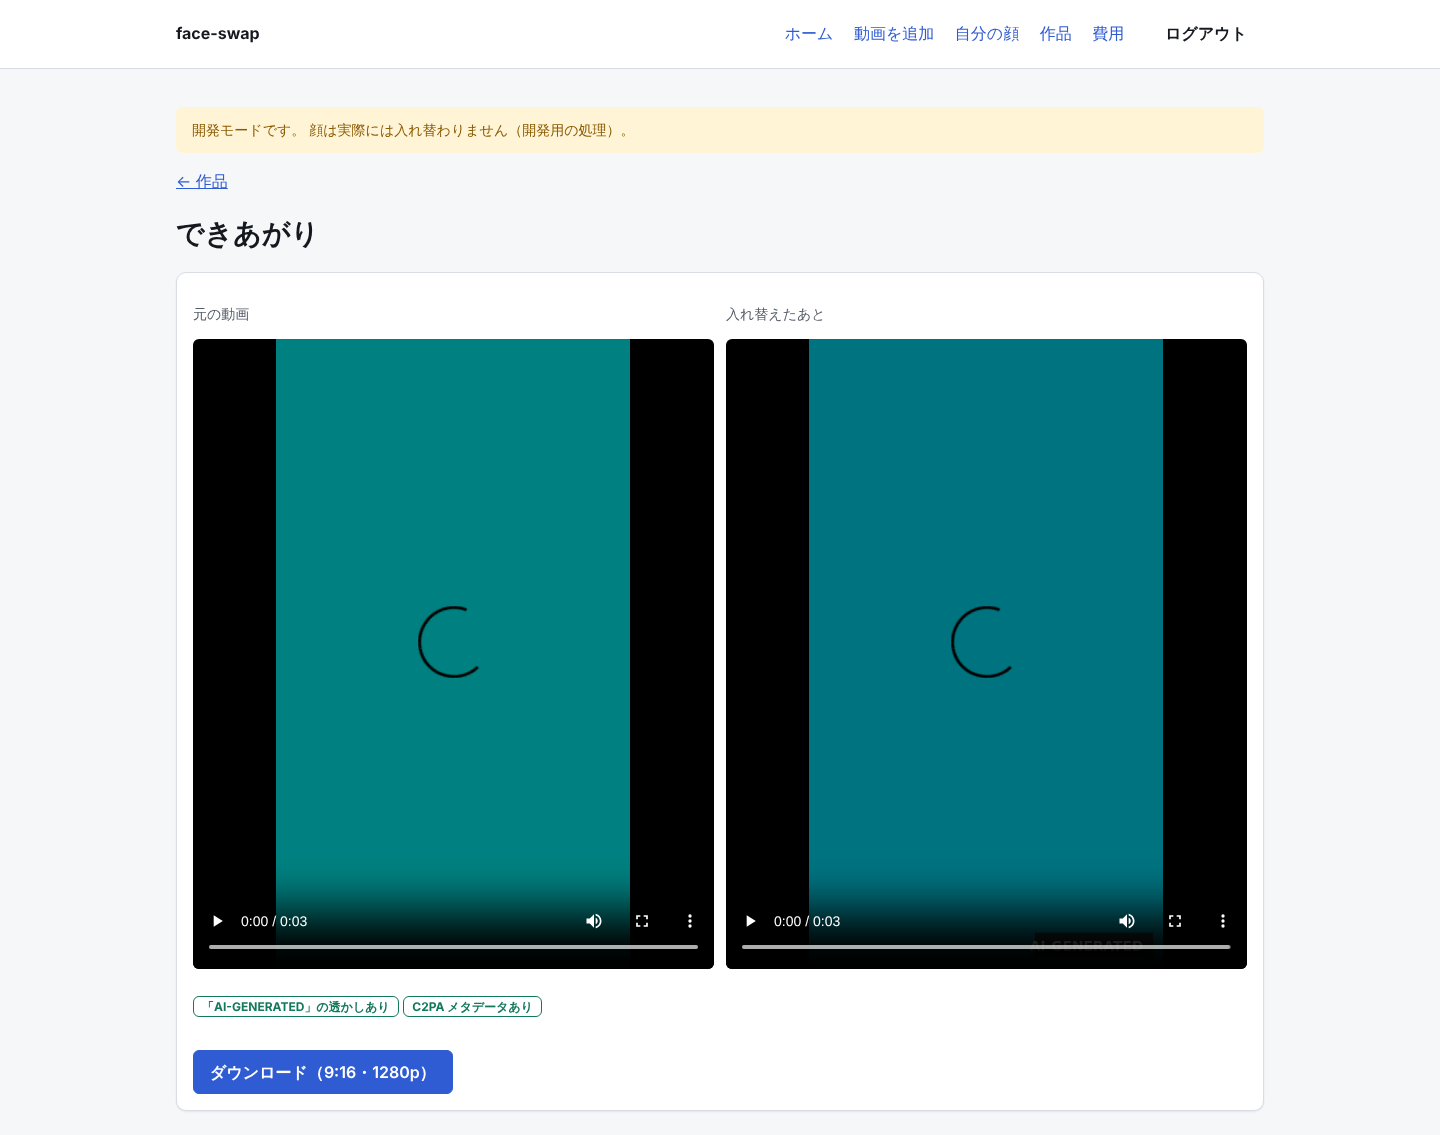 face-swap
ホーム 動画を追加 自分の顔 作品 費用 ログアウト
開発モードです。 顔は実際には入れ替わりません（開発用の処理）。
← 作品
できあがり
元の動画
入れ替えたあと
0:00 / 0:03
0:00 / 0:03
AI-GENERATED
「AI-GENERATED」の透かしあり C2PA メタデータあり
ダウンロード（9:16・1280p）